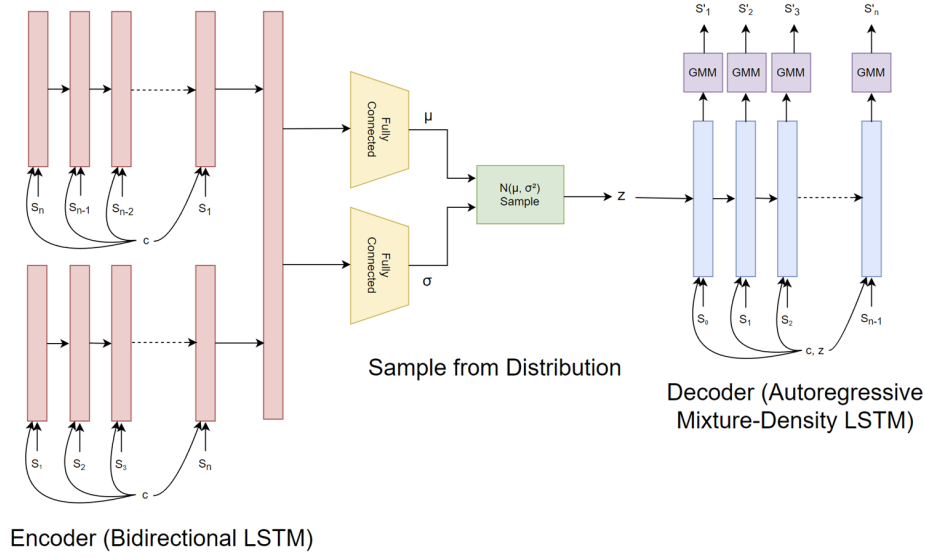 S'₁ S'₂ S'₃ S'ₙ
GMM GMM GMM GMM
Fully Connected
μ
Sₙ Sₙ₋₁ Sₙ₋₂ S₁
c
N(μ, σ²)
Sample
z
Fully Connected
σ
S₀ S₁ S₂ Sₙ₋₁
c, z
Sample from Distribution
Decoder (Autoregressive
Mixture-Density LSTM)
S₁ S₂ S₃ Sₙ
c
Encoder (Bidirectional LSTM)